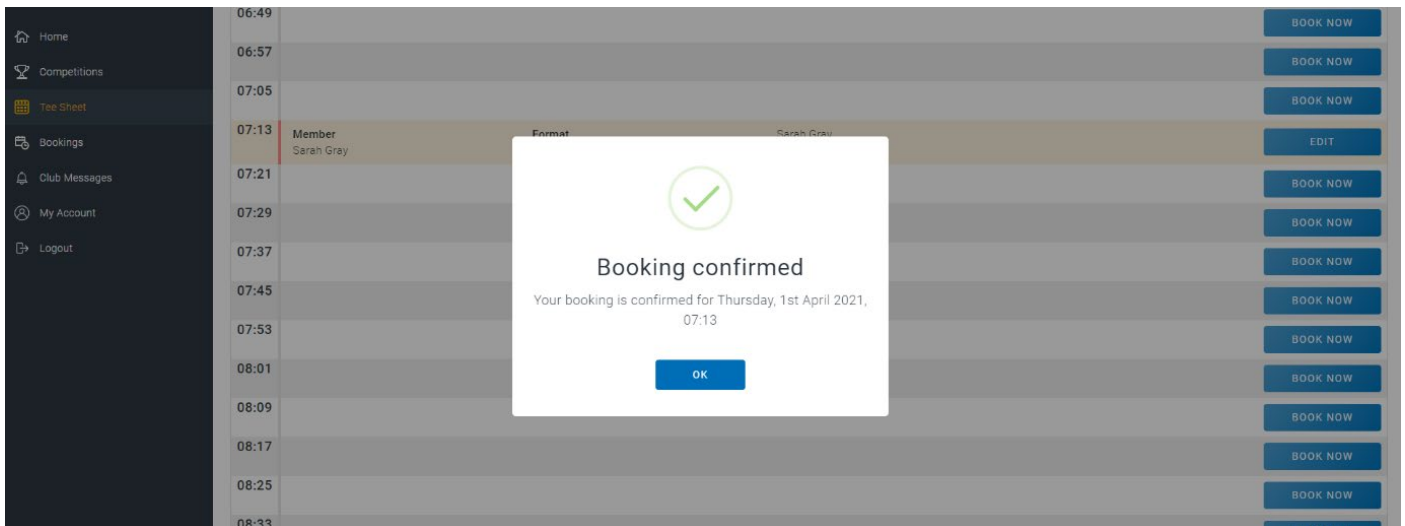 Home
Competitions
Tee Sheet
Bookings
Club Messages
My Account
Logout
06:49 BOOK NOW
06:57 BOOK NOW
07:05 BOOK NOW
07:13 Member Format Sarah Gray EDIT
Sarah Gray
07:21 BOOK NOW
07:29 BOOK NOW
07:37 BOOK NOW
07:45 BOOK NOW
07:53 BOOK NOW
08:01 BOOK NOW
08:09 BOOK NOW
08:17 BOOK NOW
08:25 BOOK NOW
08:33
Booking confirmed
Your booking is confirmed for Thursday, 1st April 2021,
07:13
OK